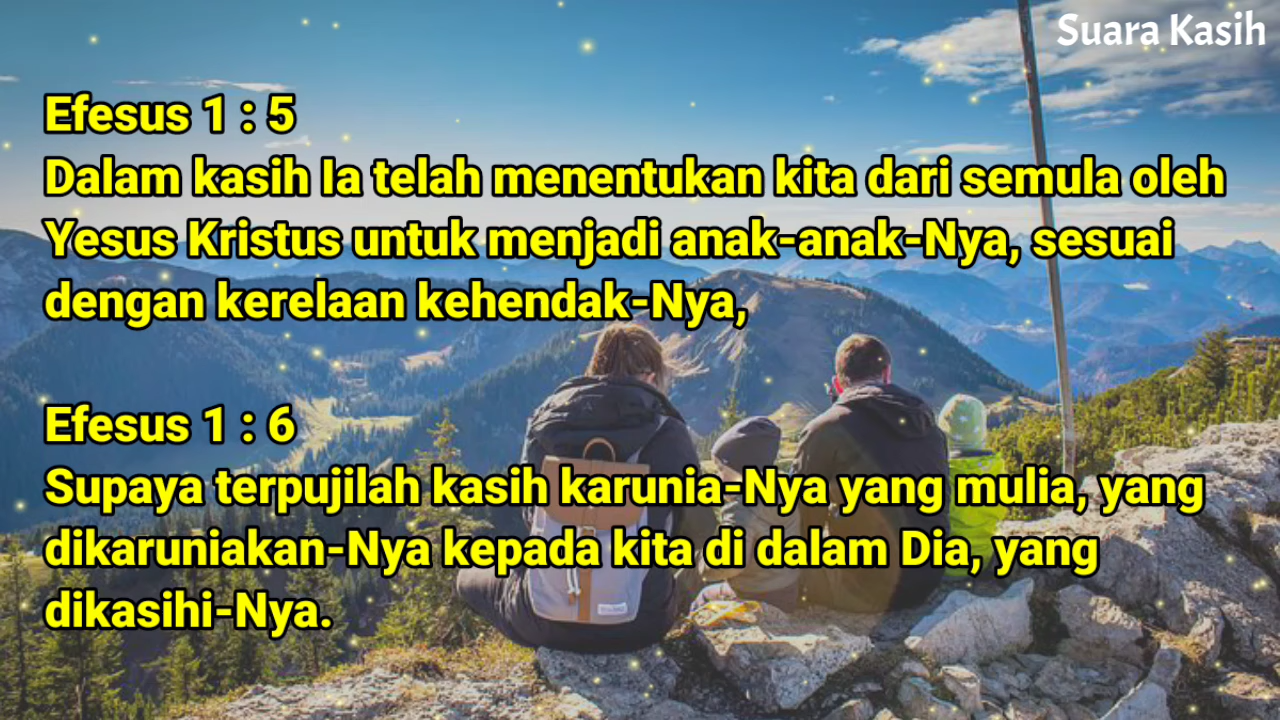 Suara Kasih
Efesus 1 : 5
Dalam kasih Ia telah menentukan kita dari semula oleh
Yesus Kristus untuk menjadi anak-anak-Nya, sesuai
dengan kerelaan kehendak-Nya,
Efesus 1 : 6
Supaya terpujilah kasih karunia-Nya yang mulia, yang
dikaruniakan-Nya kepada kita di dalam Dia, yang
dikasihi-Nya.